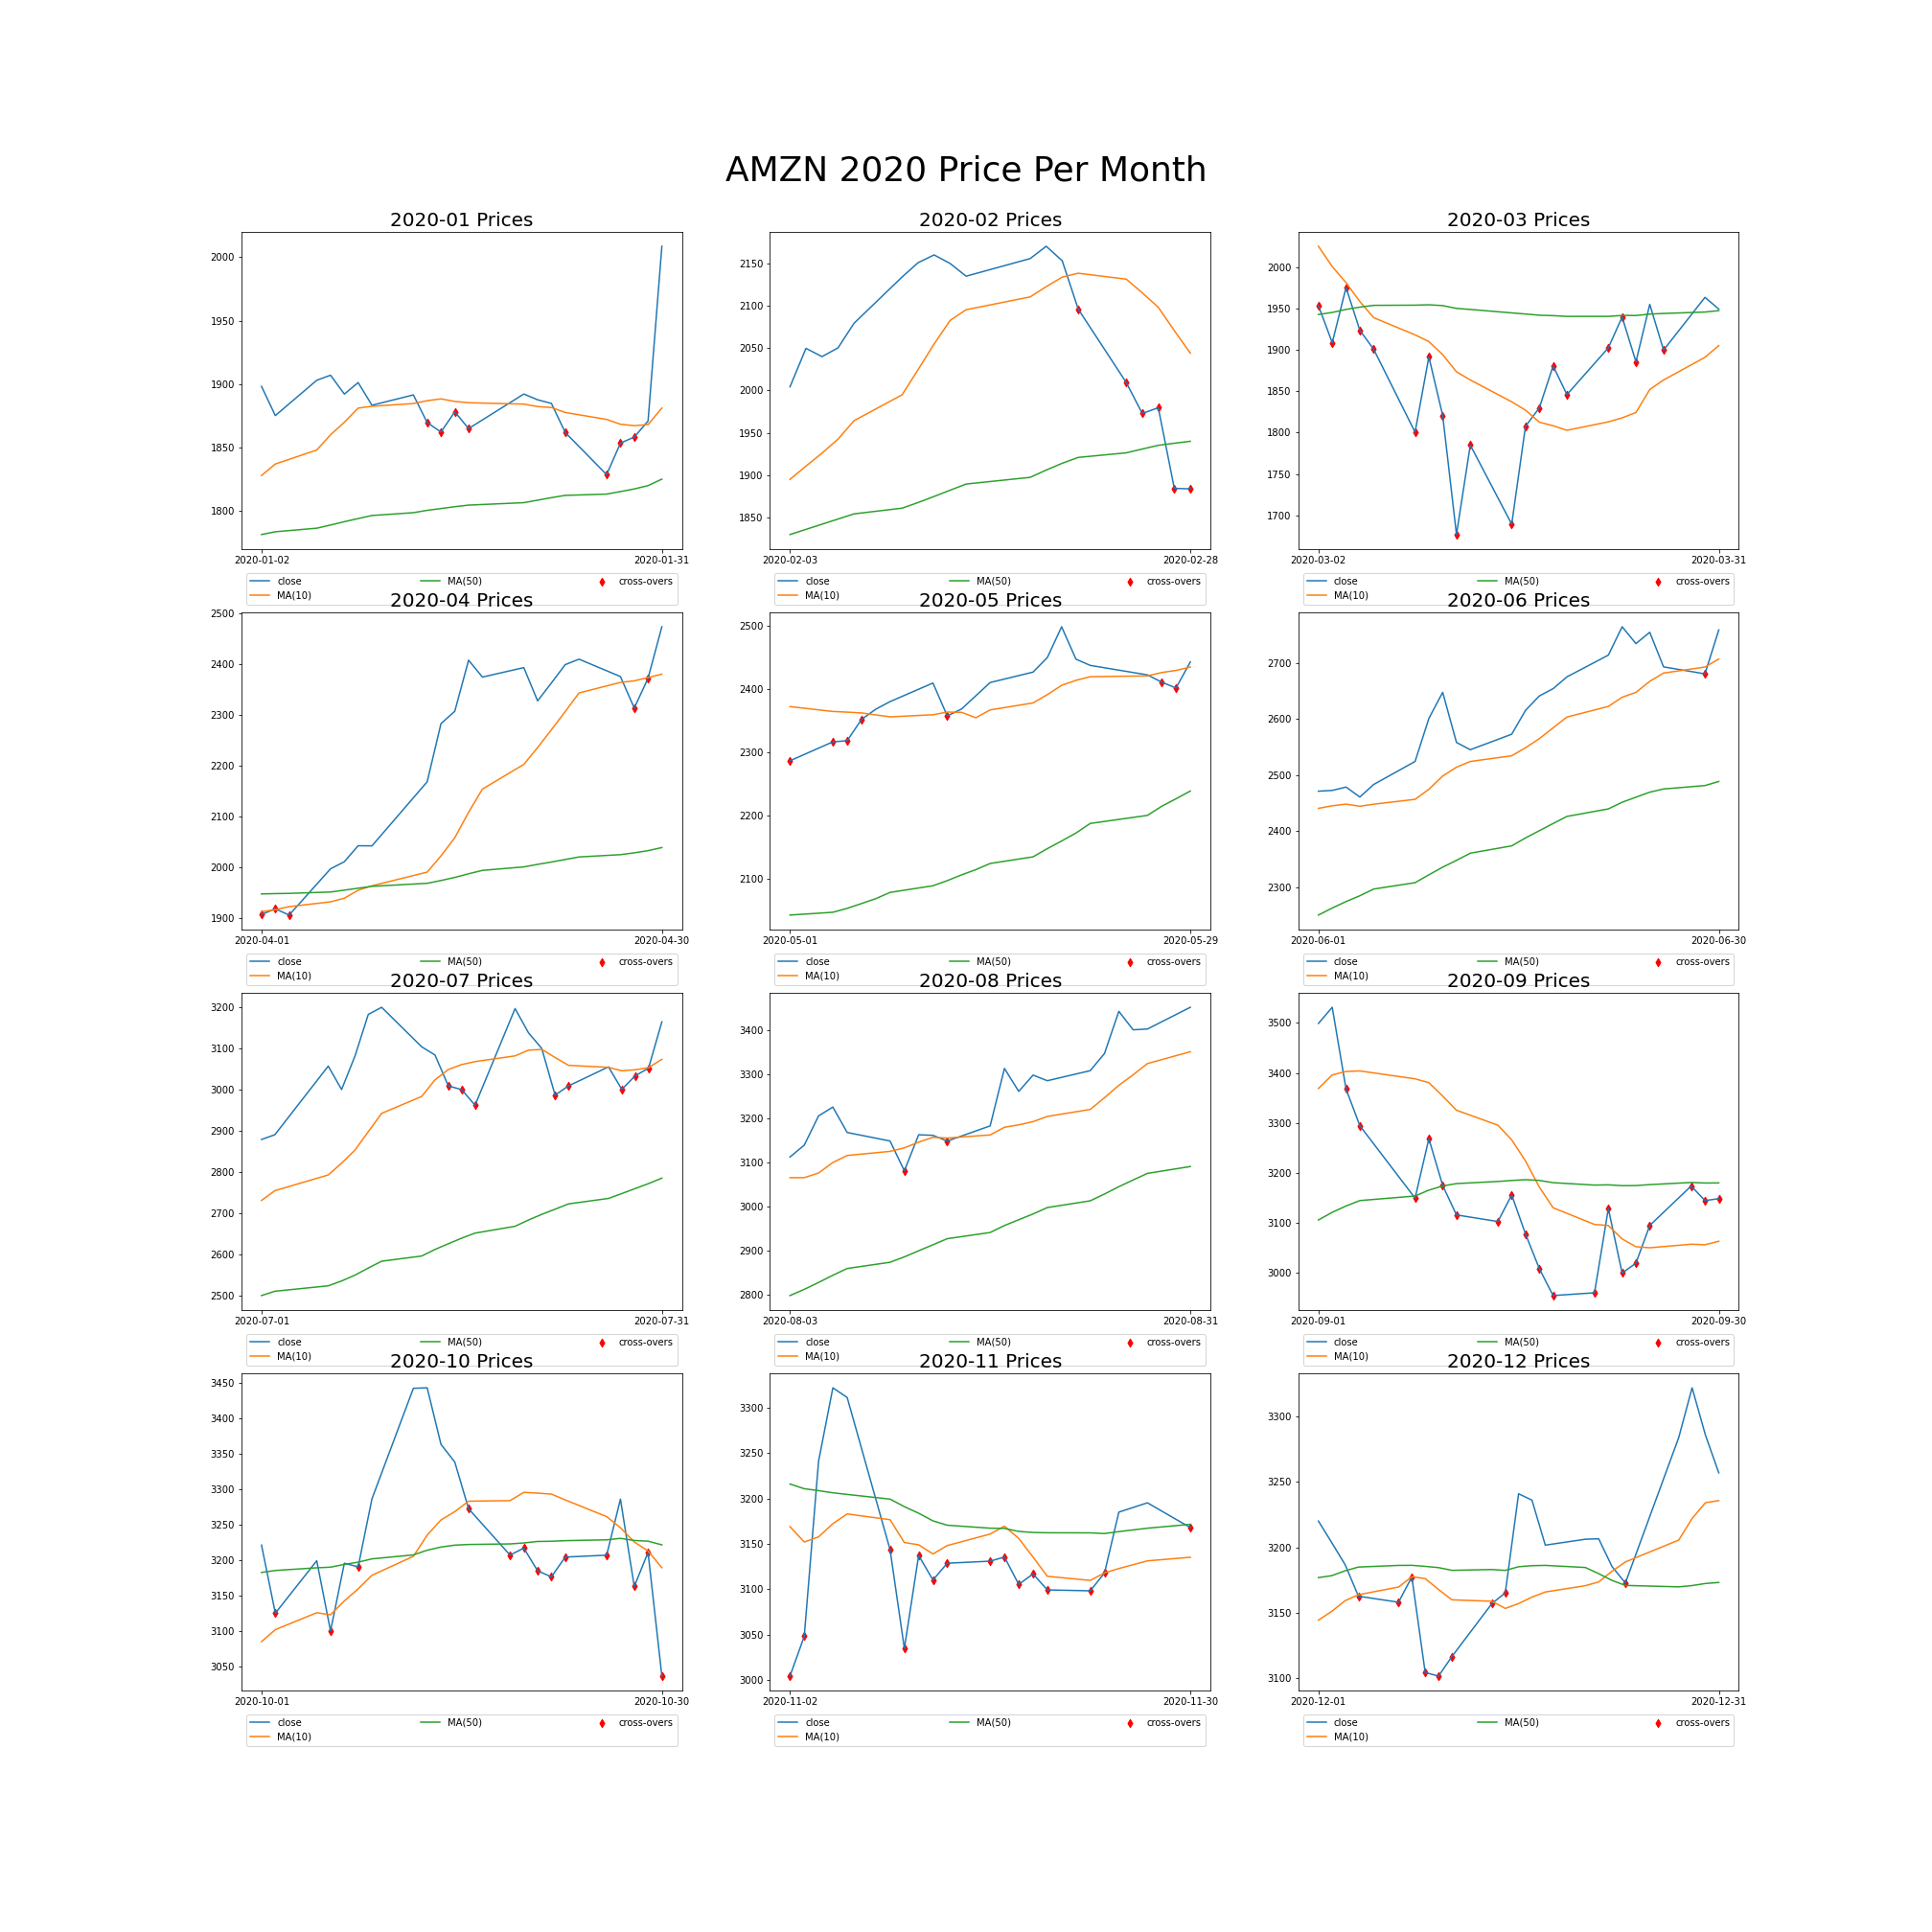 AMZN 2020 Price Per Month
2020-01 Prices
2000
1950
1900
1850
1800
2020-01-02 2020-01-31
close MA(50) cross-overs
MA(10)
2020-02 Prices
2150
2100
2050
2000
1950
1900
1850
2020-02-03 2020-02-28
close MA(50) cross-overs
MA(10)
2020-03 Prices
2000
1950
1900
1850
1800
1750
1700
2020-03-02 2020-03-31
close MA(50) cross-overs
MA(10)
2020-04 Prices
2500
2400
2300
2200
2100
2000
1900
2020-04-01 2020-04-30
close MA(50) cross-overs
MA(10)
2020-05 Prices
2500
2400
2300
2200
2100
2020-05-01 2020-05-29
close MA(50) cross-overs
MA(10)
2020-06 Prices
2700
2600
2500
2400
2300
2020-06-01 2020-06-30
close MA(50) cross-overs
MA(10)
2020-07 Prices
3200
3100
3000
2900
2800
2700
2600
2500
2020-07-01 2020-07-31
close MA(50) cross-overs
MA(10)
2020-08 Prices
3400
3300
3200
3100
3000
2900
2800
2020-08-03 2020-08-31
close MA(50) cross-overs
MA(10)
2020-09 Prices
3500
3400
3300
3200
3100
3000
2020-09-01 2020-09-30
close MA(50) cross-overs
MA(10)
2020-10 Prices
3450
3400
3350
3300
3250
3200
3150
3100
3050
2020-10-01 2020-10-30
close MA(50) cross-overs
MA(10)
2020-11 Prices
3300
3250
3200
3150
3100
3050
3000
2020-11-02 2020-11-30
close MA(50) cross-overs
MA(10)
2020-12 Prices
3300
3250
3200
3150
3100
2020-12-01 2020-12-31
close MA(50) cross-overs
MA(10)